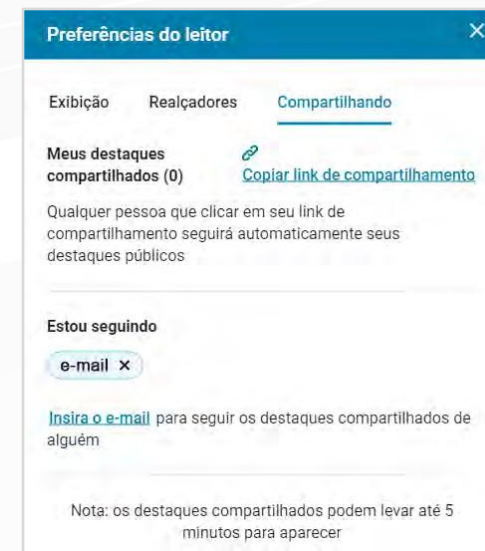 Preferências do leitor
Exibição Realçadores Compartilhando
Meus destaques
compartilhados (0)
Copiar link de compartilhamento
Qualquer pessoa que clicar em seu link de
compartilhamento seguirá automaticamente seus
destaques públicos
Estou seguindo
e-mail ×
Insira o e-mail para seguir os destaques compartilhados de
alguém
Nota: os destaques compartilhados podem levar até 5
minutos para aparecer